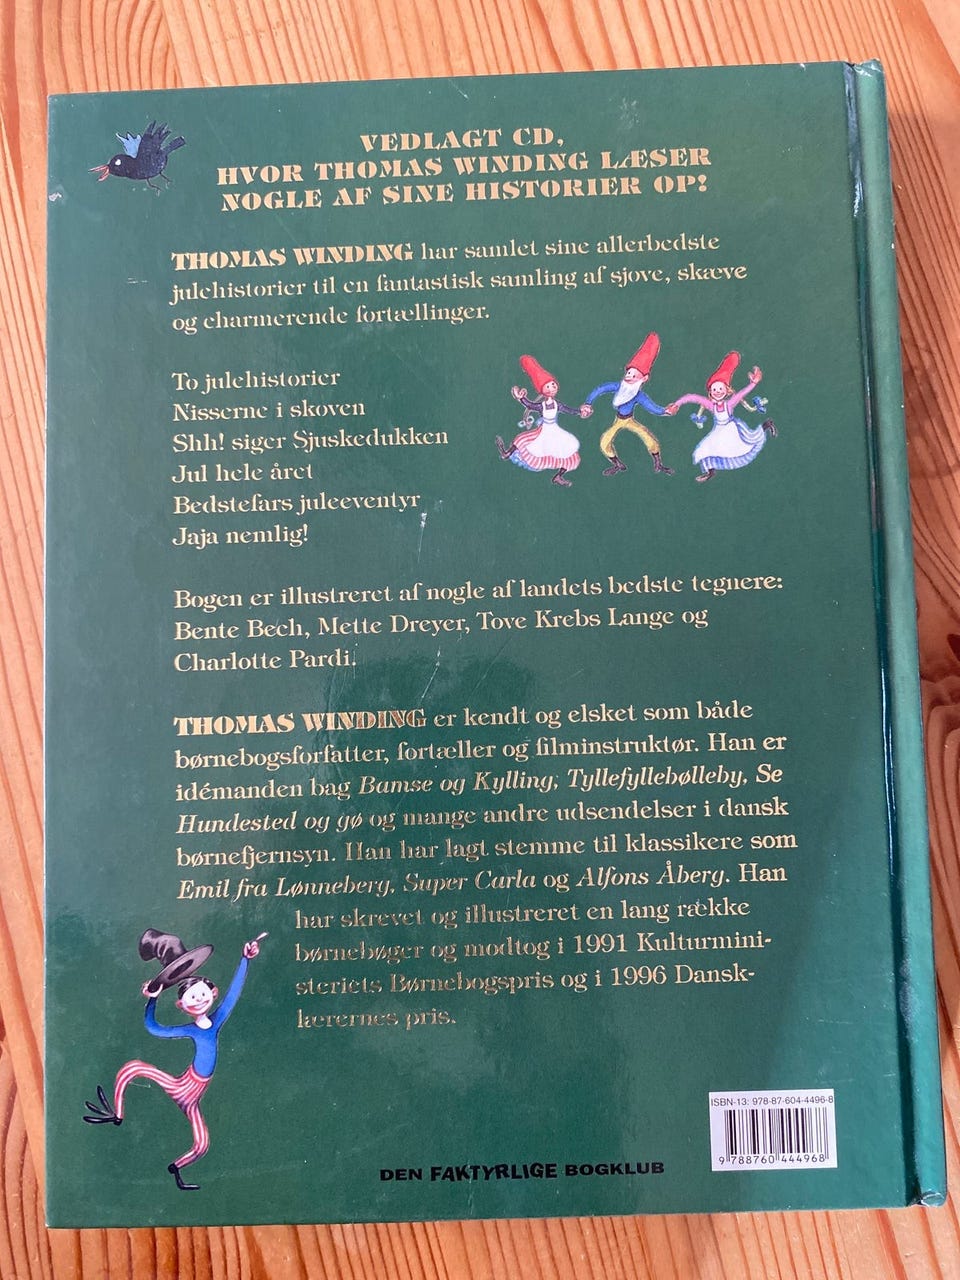 VEDLAGT CD,
HVOR THOMAS WINDING LÆSER
NOGLE AF SINE HISTORIER OP!
THOMAS WINDING har samlet sine allerbedste
julehistorier til en fantastisk samling af sjove, skæve
og charmerende fortællinger.
To julehistorier
Nisserne i skoven
Shh! siger Sjuskedukken
Jul hele året
Bedstefars juleeventyr
Jaja nemlig!
Bogen er illustreret af nogle af landets bedste tegnere:
Bente Bech, Mette Dreyer, Tove Krebs Lange og
Charlotte Pardi.
THOMAS WINDING er kendt og elsket som både
børnebogsforfatter, fortæller og filminstruktør. Han er
idémanden bag Bamse og Kylling, Tyllefyllebølleby, Se
Hundested og gø og mange andre udsendelser i dansk
børnefjernsyn. Han har lagt stemme til klassikere som
Emil fra Lønneberg, Super Carla og Alfons Åberg. Han
har skrevet og illustreret en lang række
børnebøger og modtog i 1991 Kulturmini-
steriets Børnebogspris og i 1996 Dansk-
lærernes pris.
ISBN-13: 978-87-604-4496-8
9 788760 444968
DEN FAKTYRLIGE BOGKLUB